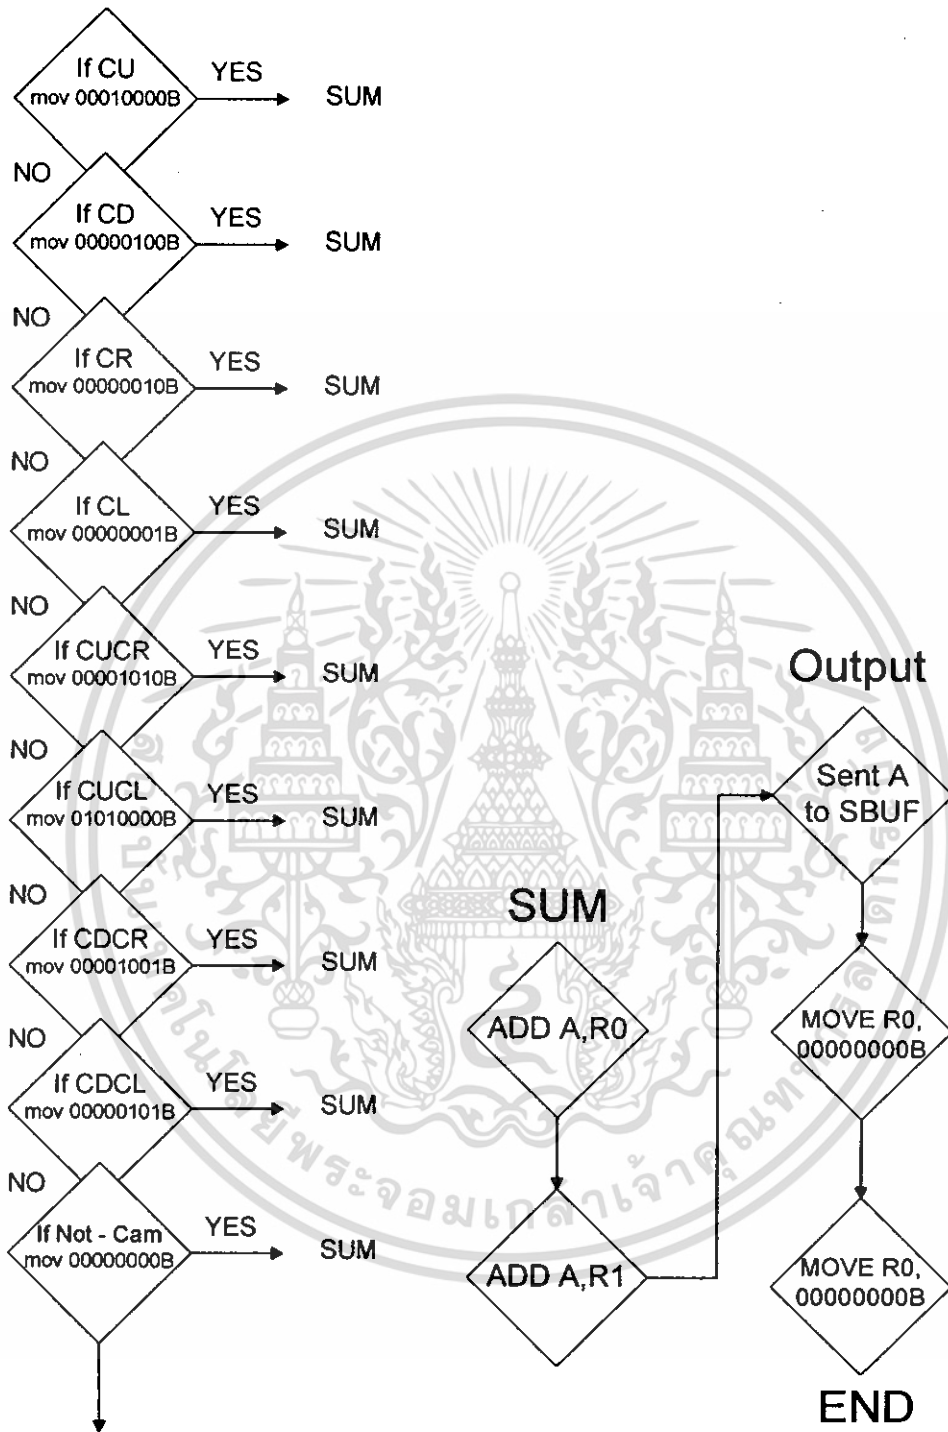 If CU
mov 00010000B
YES
SUM
NO
If CD
mov 00000100B
YES
SUM
NO
If CR
mov 00000010B
YES
SUM
NO
If CL
mov 00000001B
YES
SUM
NO
If CUCR
mov 00001010B
YES
SUM
NO
If CUCL
mov 01010000B
YES
SUM
NO
If CDCR
mov 00001001B
YES
SUM
NO
If CDCL
mov 00000101B
YES
SUM
NO
If Not - Cam
mov 00000000B
YES
SUM
SUM
ADD A,R0
ADD A,R1
Output
Sent A
to SBUF
MOVE R0,
00000000B
MOVE R0,
00000000B
END